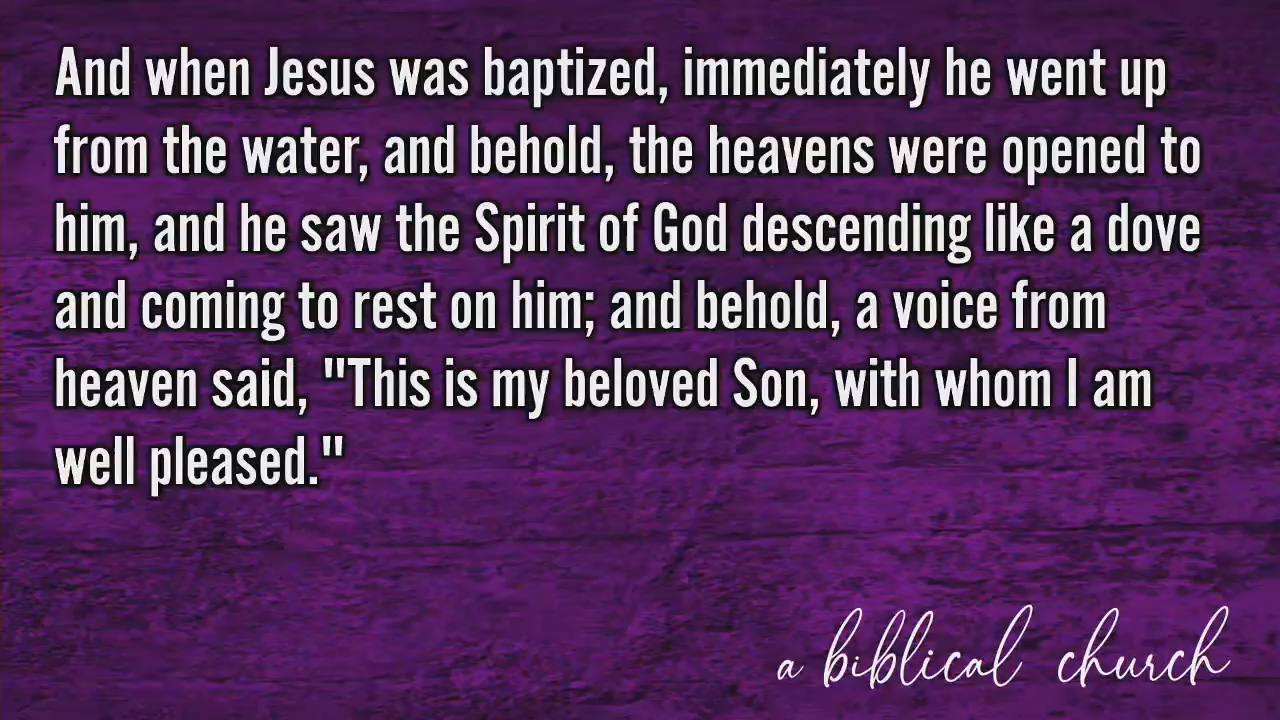 And when Jesus was baptized, immediately he went up
from the water, and behold, the heavens were opened to
him, and he saw the Spirit of God descending like a dove
and coming to rest on him; and behold, a voice from
heaven said, "This is my beloved Son, with whom I am
well pleased."
a biblical church